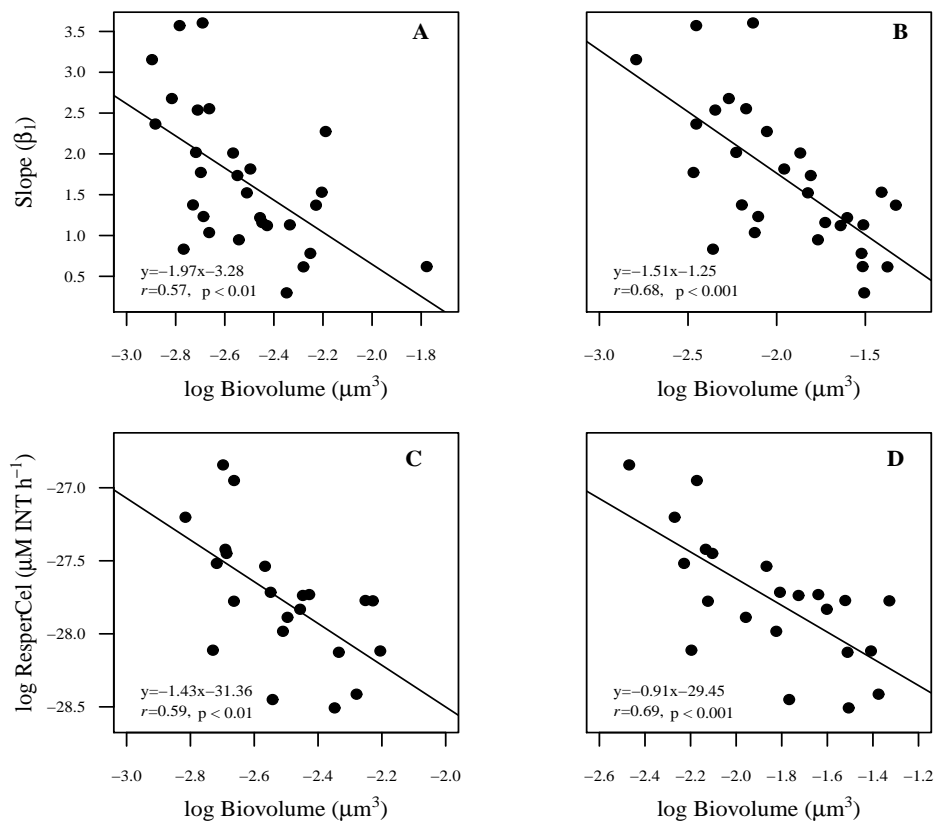 A
3.5
3.0
2.5
2.0
1.5
1.0
0.5
Slope (β1)
y=−1.97x−3.28
r=0.57, p < 0.01
−3.0 −2.8 −2.6 −2.4 −2.2 −2.0 −1.8
log Biovolume (μm³)
B
y=−1.51x−1.25
r=0.68, p < 0.001
−3.0 −2.5 −2.0 −1.5
log Biovolume (μm³)
C
−27.0
−27.5
−28.0
−28.5
log ResperCel (μM INT h⁻¹)
y=−1.43x−31.36
r=0.59, p < 0.01
−3.0 −2.8 −2.6 −2.4 −2.2 −2.0
log Biovolume (μm³)
D
y=−0.91x−29.45
r=0.69, p < 0.001
−2.6 −2.4 −2.2 −2.0 −1.8 −1.6 −1.4 −1.2
log Biovolume (μm³)